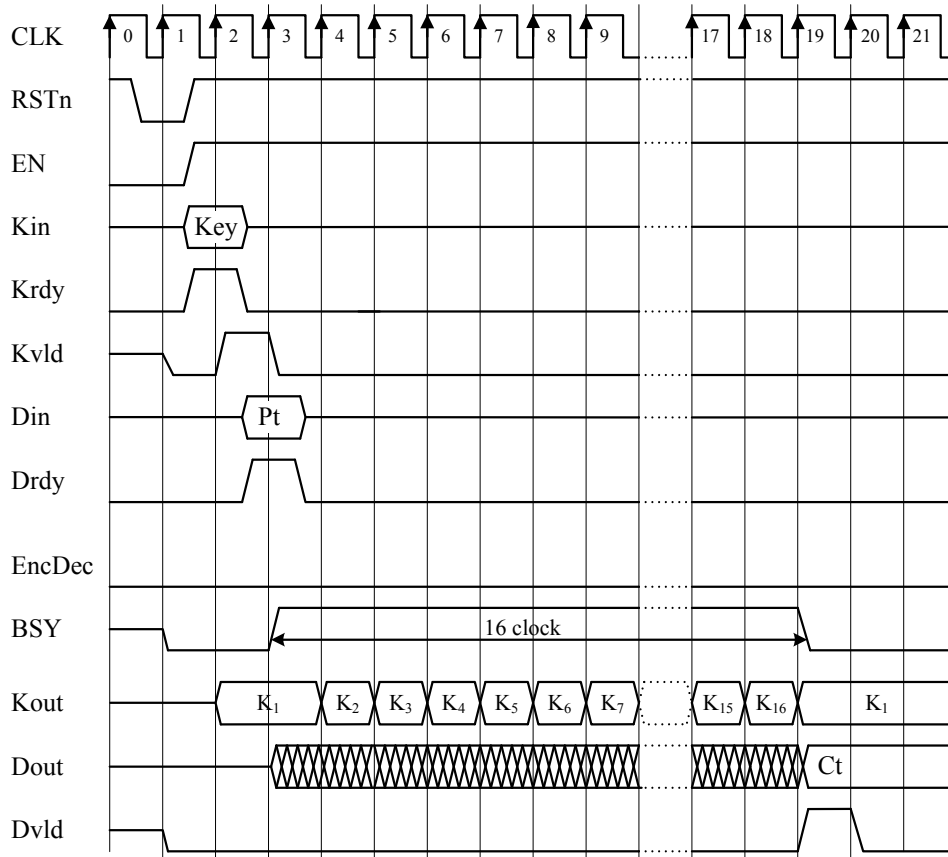 CLK 0 1 2 3 4 5 6 7 8 9 17 18 19 20 21
RSTn
EN
Kin Key
Krdy
Kvld
Din Pt
Drdy
EncDec
BSY 16 clock
Kout K₁ K₂ K₃ K₄ K₅ K₆ K₇ K₁₅ K₁₆ K₁
Dout Ct
Dvld